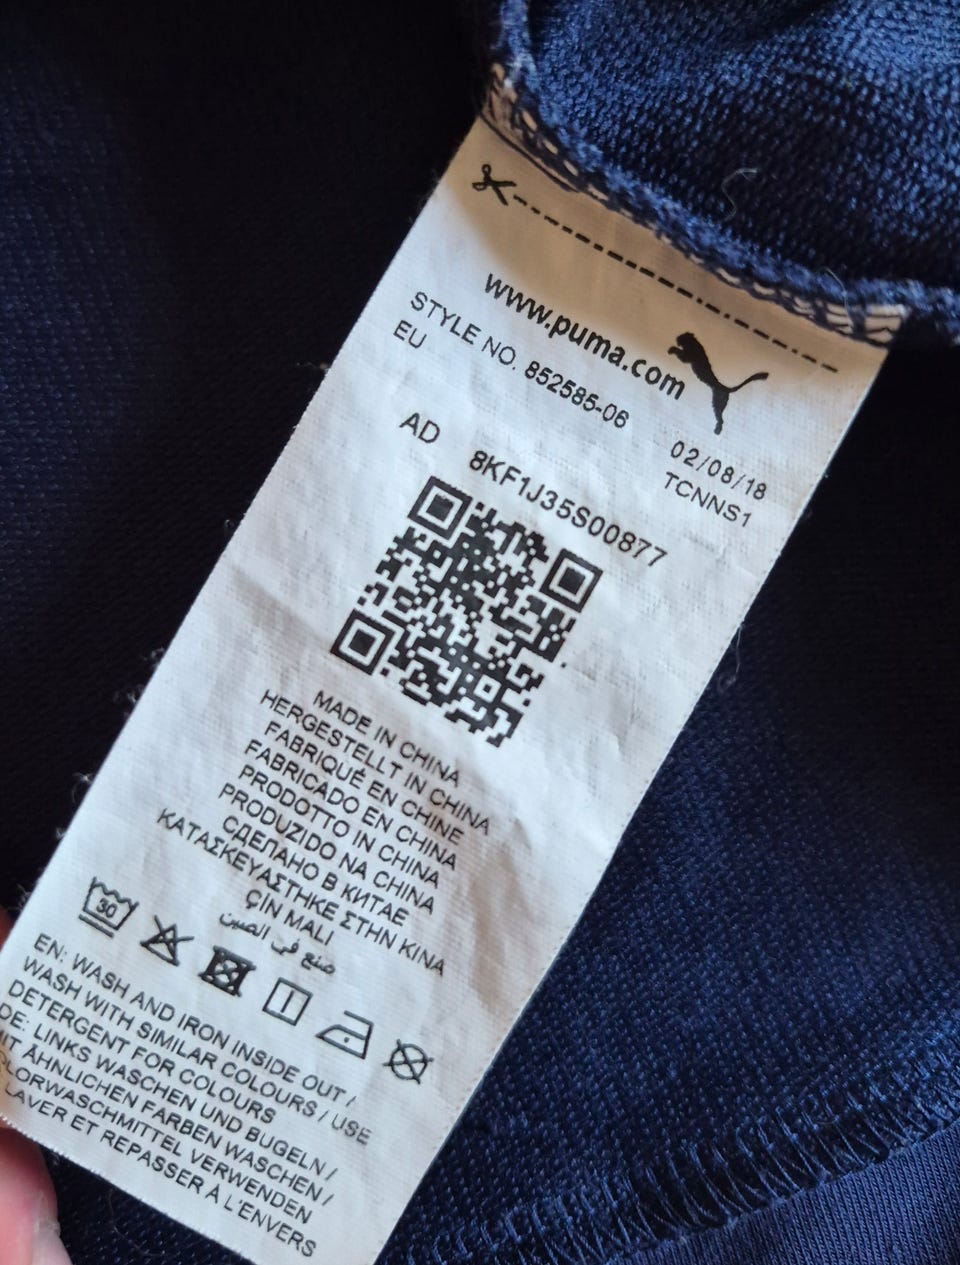 www.puma.com
STYLE NO. 852585-06
EU
02/08/18
TCNNS1
AD
8KF1J35S00877
MADE IN CHINA
HERGESTELLT IN CHINA
FABRIQUÉ EN CHINE
FABRICADO EN CHINE
PRODOTTO IN CHINA
PRODUZIDO NA CHINA
СДЕЛАНО В КИТАЕ
ΚΑΤΑΣΚΕΥΑΣΤΗΚΕ ΣΤΗΝ ΚΙΝΑ
ÇİN MALI
صنع في الصين
30
EN: WASH AND IRON INSIDE OUT /
WASH WITH SIMILAR COLOURS / USE
DETERGENT FOR COLOURS
DE: LINKS WASCHEN UND BUGELN /
MIT ÄHNLICHEN FARBEN WASCHEN /
COLORWASCHMITTEL VERWENDEN
LAVER ET REPASSER A L'ENVERS